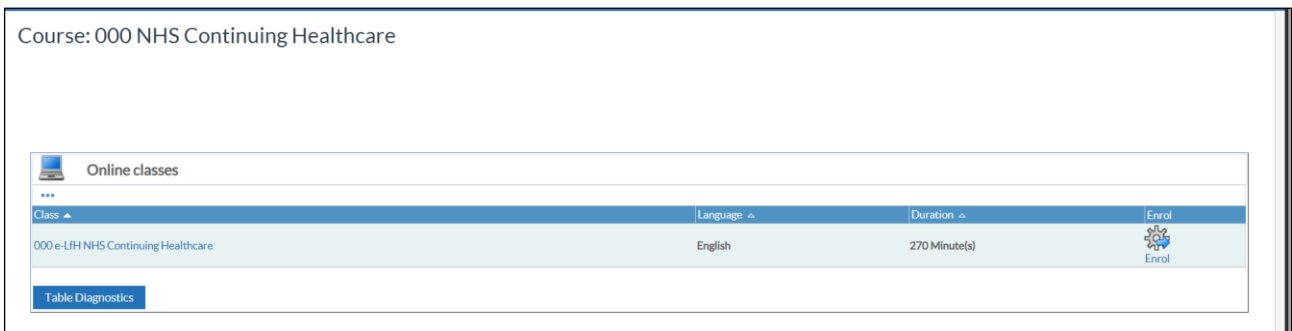 Course: 000 NHS Continuing Healthcare
Online classes
Class Language Duration Enrol
000 e-LfH NHS Continuing Healthcare English 270 Minute(s) Enrol
Table Diagnostics